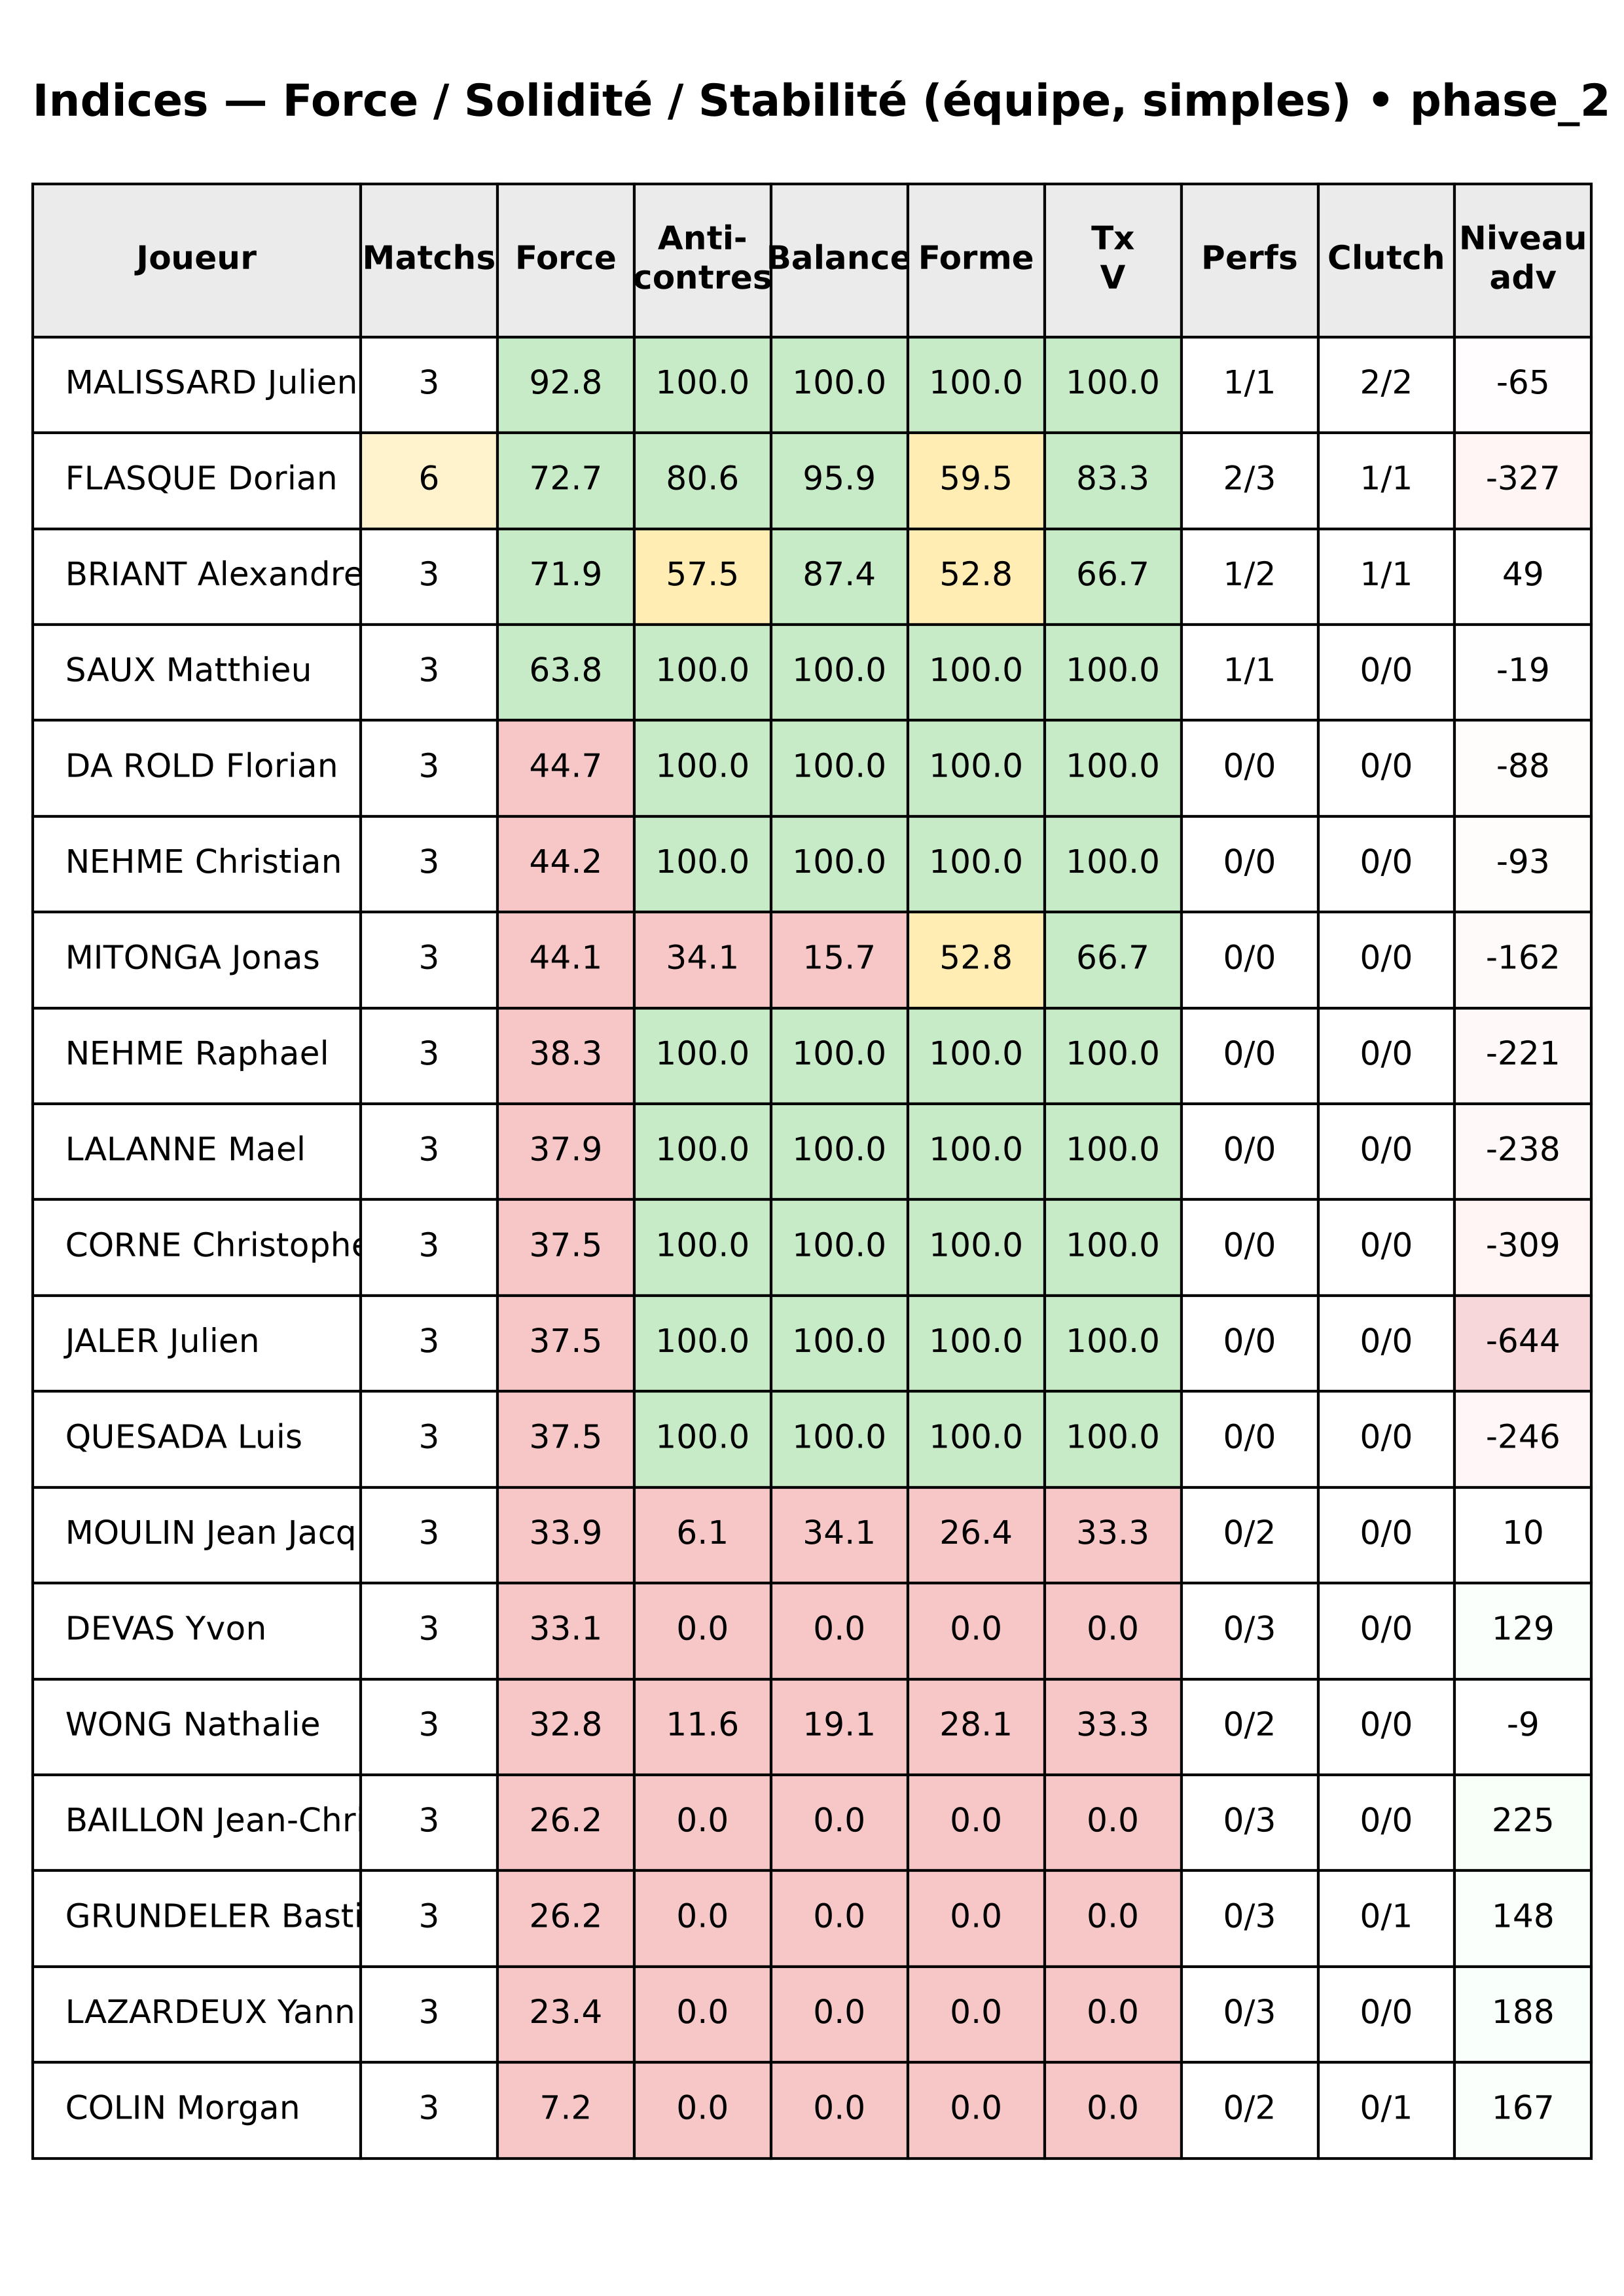 Indices — Force / Solidité / Stabilité (équipe, simples) • phase_2
Joueur Matchs Force Anti-contres Balance Forme Tx V Perfs Clutch Niveau adv
MALISSARD Julien 3 92.8 100.0 100.0 100.0 100.0 1/1 2/2 -65
FLASQUE Dorian 6 72.7 80.6 95.9 59.5 83.3 2/3 1/1 -327
BRIANT Alexandre 3 71.9 57.5 87.4 52.8 66.7 1/2 1/1 49
SAUX Matthieu 3 63.8 100.0 100.0 100.0 100.0 1/1 0/0 -19
DA ROLD Florian 3 44.7 100.0 100.0 100.0 100.0 0/0 0/0 -88
NEHME Christian 3 44.2 100.0 100.0 100.0 100.0 0/0 0/0 -93
MITONGA Jonas 3 44.1 34.1 15.7 52.8 66.7 0/0 0/0 -162
NEHME Raphael 3 38.3 100.0 100.0 100.0 100.0 0/0 0/0 -221
LALANNE Mael 3 37.9 100.0 100.0 100.0 100.0 0/0 0/0 -238
CORNE Christophe 3 37.5 100.0 100.0 100.0 100.0 0/0 0/0 -309
JALER Julien 3 37.5 100.0 100.0 100.0 100.0 0/0 0/0 -644
QUESADA Luis 3 37.5 100.0 100.0 100.0 100.0 0/0 0/0 -246
MOULIN Jean Jacq 3 33.9 6.1 34.1 26.4 33.3 0/2 0/0 10
DEVAS Yvon 3 33.1 0.0 0.0 0.0 0.0 0/3 0/0 129
WONG Nathalie 3 32.8 11.6 19.1 28.1 33.3 0/2 0/0 -9
BAILLON Jean-Chr 3 26.2 0.0 0.0 0.0 0.0 0/3 0/0 225
GRUNDELER Basti 3 26.2 0.0 0.0 0.0 0.0 0/3 0/1 148
LAZARDEUX Yann 3 23.4 0.0 0.0 0.0 0.0 0/3 0/0 188
COLIN Morgan 3 7.2 0.0 0.0 0.0 0.0 0/2 0/1 167